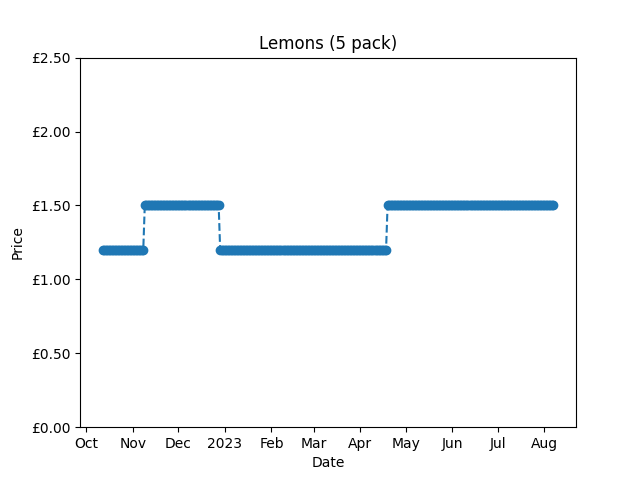 Lemons (5 pack)
£2.50
£2.00
£1.50
£1.00
£0.50
£0.00
Price
Oct Nov Dec 2023 Feb Mar Apr May Jun Jul Aug
Date